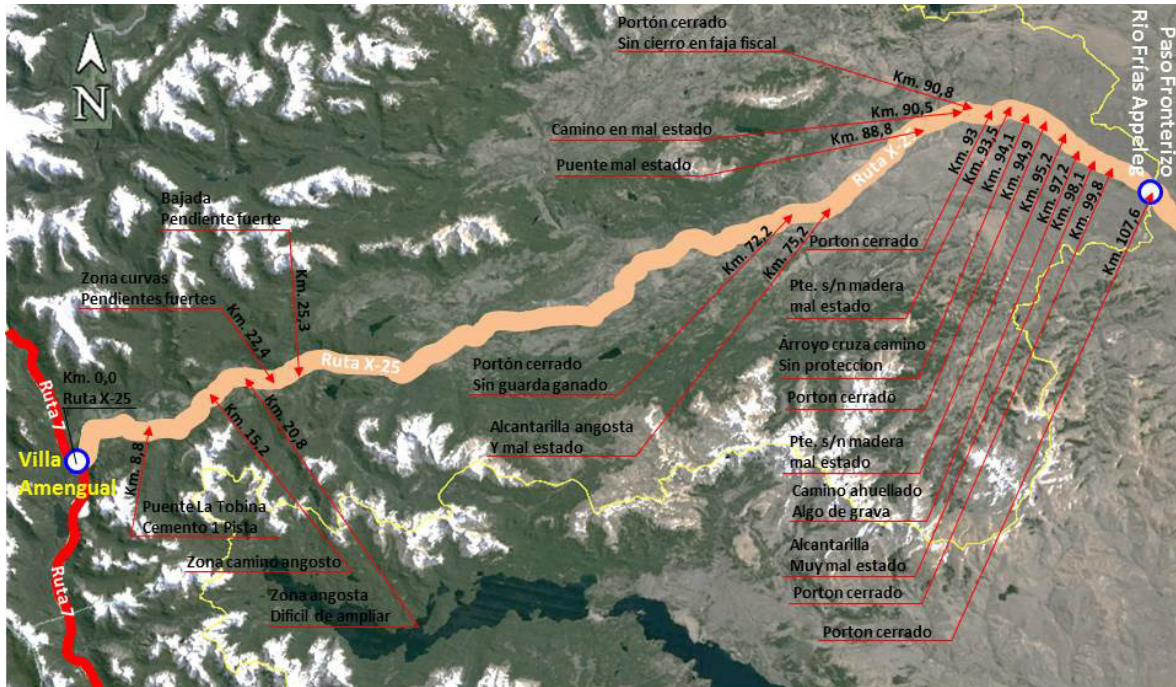 Portón cerrado
Sin cierro en faja fiscal
Km. 90,8
Camino en mal estado
Km. 90,5
Puente mal estado
Km. 88,8
N
Paso Fronterizo
Río Frías Appeleg
Bajada
Pendiente fuerte
Km. 25,3
Zona curvas
Pendientes fuertes
Km. 22,4
Km. 0,0
Ruta X-25
Ruta 7
Villa
Amengual
Ruta 7
Km. 8,8
Puente La Tobina
Cemento 1 Pista
Km. 15,2
Zona camino angosto
Km. 20,8
Zona angosta
Dificil de ampliar
Ruta X-25
Portón cerrado
Sin guarda ganado
Km. 72,2
Alcantarilla angosta
Y mal estado
Km. 75,2
Ruta X-25
Km. 93
Km. 93,5
Km. 94,1
Km. 94,9
Km. 95,2
Km. 97,2
Km. 98,1
Km. 99,8
Km. 107,6
Porton cerrado
Pte. s/n madera
mal estado
Arroyo cruza camino
Sin proteccion
Porton cerrado
Pte. s/n madera
mal estado
Camino ahuellado
Algo de grava
Alcantarilla
Muy mal estado
Porton cerrado
Porton cerrado